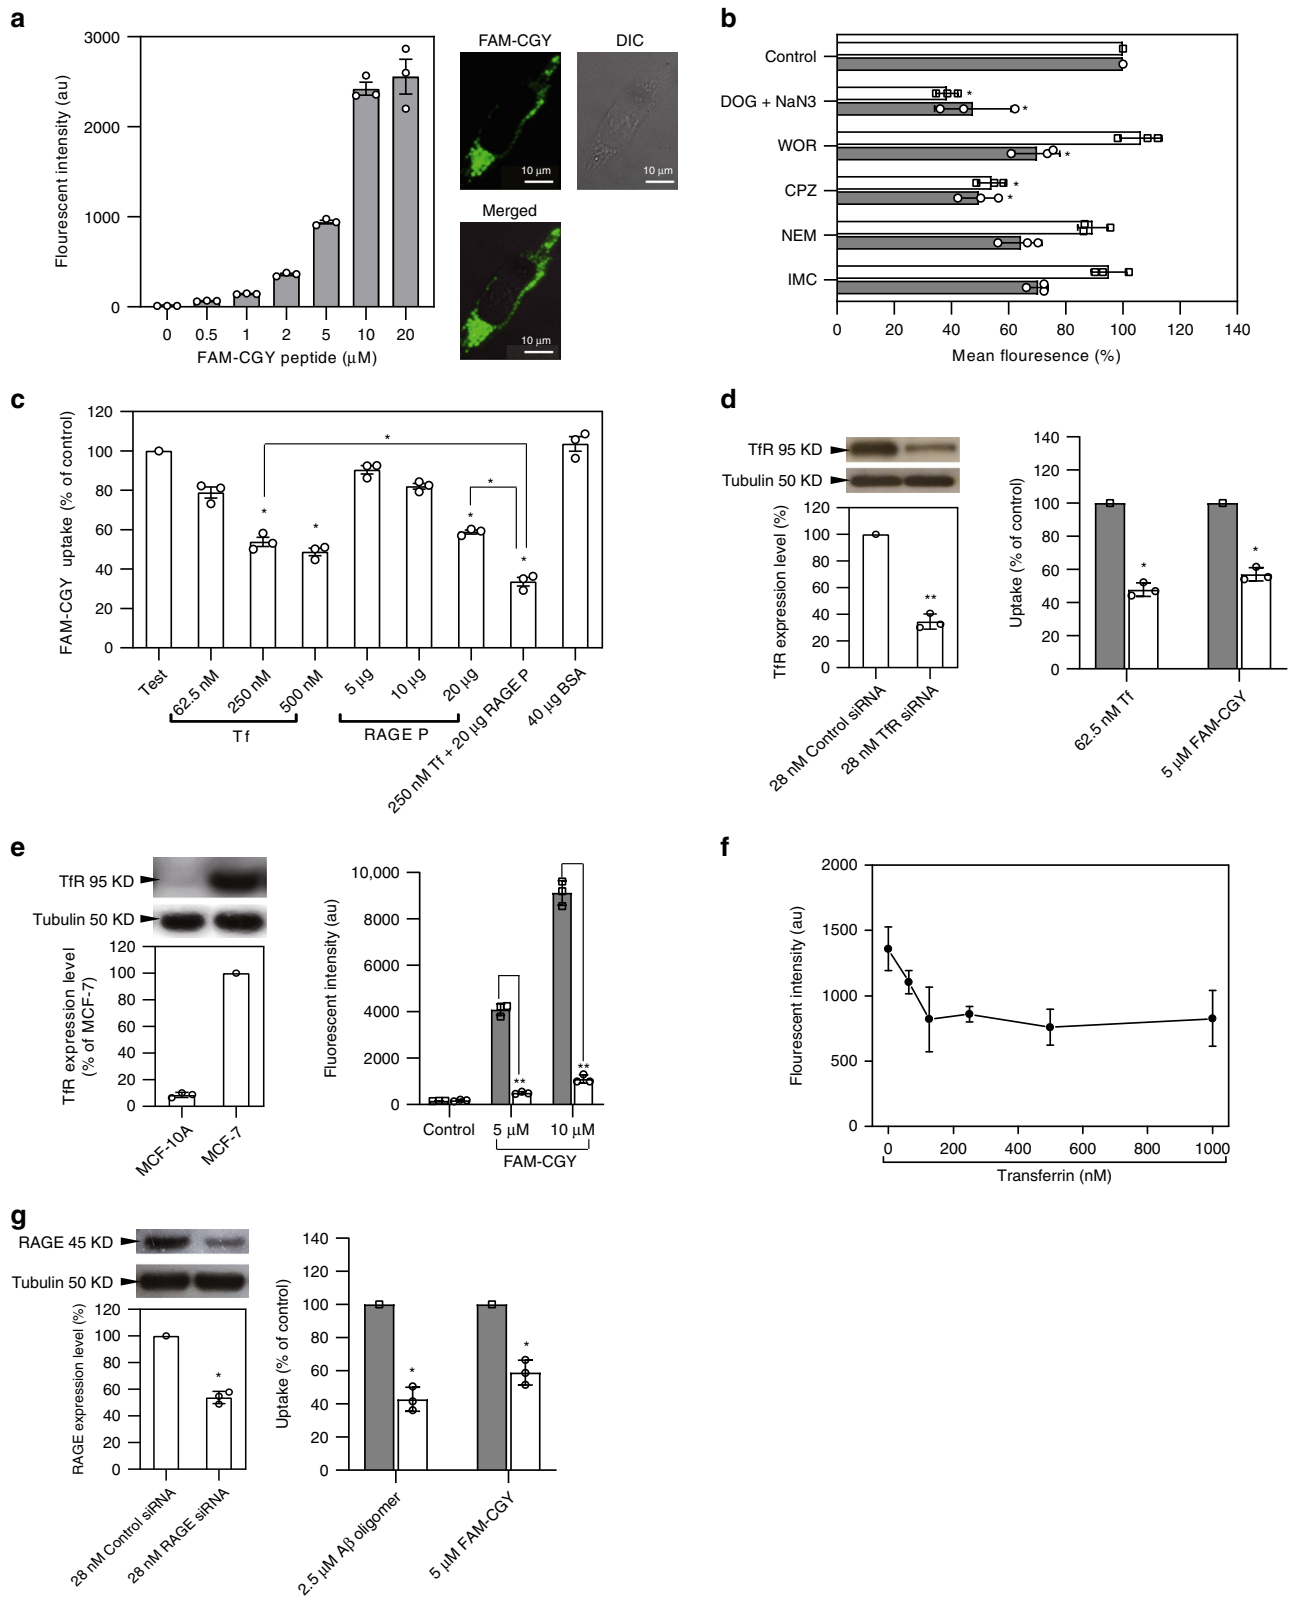 a
Flourescent intensity (au)
3000
2000
1000
0
0 0.5 1 2 5 10 20
FAM-CGY peptide (μM)
FAM-CGY
DIC
10 μm
10 μm
Merged
10 μm
b
Control
DOG + NaN3
WOR
CPZ
NEM
IMC
*
*
*
*
*
0 20 40 60 80 100 120 140
Mean flouresence (%)
c
FAM-CGY uptake (% of control)
120
100
80
60
40
20
0
*
*
*
*
*
*
Test
62.5 nM
250 nM
500 nM
5 μg
10 μg
20 μg
250 nM Tf + 20 μg RAGE P
40 μg BSA
Tf
RAGE P
d
TfR 95 KD
Tubulin 50 KD
TfR expression level (%)
120
100
80
60
40
20
0
**
28 nM Control siRNA
28 nM TfR siRNA
Uptake (% of control)
140
120
100
80
60
40
20
0
*
*
62.5 nM Tf
5 μM FAM-CGY
e
TfR 95 KD
Tubulin 50 KD
TfR expression level
(% of MCF-7)
120
100
80
60
40
20
0
MCF-10A
MCF-7
Fluorescent intensity (au)
10,000
8000
6000
4000
2000
0
**
**
Control 5 μM 10 μM
FAM-CGY
f
Flourescent intensity (au)
2000
1500
1000
500
0
0 200 400 600 800 1000
Transferrin (nM)
g
RAGE 45 KD
Tubulin 50 KD
RAGE expression level (%)
120
100
80
60
40
20
0
*
28 nM Control siRNA
28 nM RAGE siRNA
Uptake (% of control)
140
120
100
80
60
40
20
0
*
*
2.5 μM Aβ oligomer
5 μM FAM-CGY